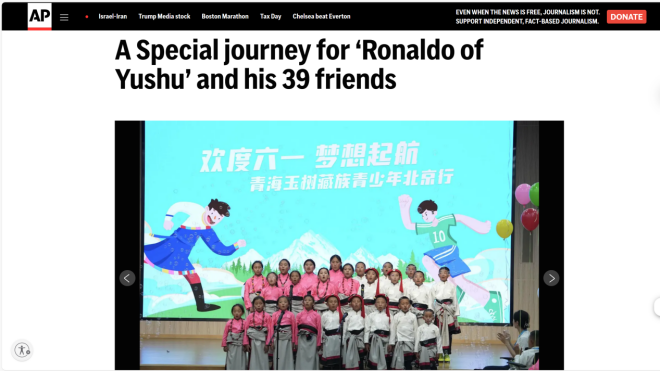 AP
Israel-Iran
Trump Media stock
Boston Marathon
Tax Day
Chelsea beat Everton
EVEN WHEN THE NEWS IS FREE, JOURNALISM IS NOT.
SUPPORT INDEPENDENT, FACT-BASED JOURNALISM.
DONATE
A Special journey for ‘Ronaldo of
Yushu’ and his 39 friends
欢度六一 梦想起航
青海玉树藏族青少年北京行
10